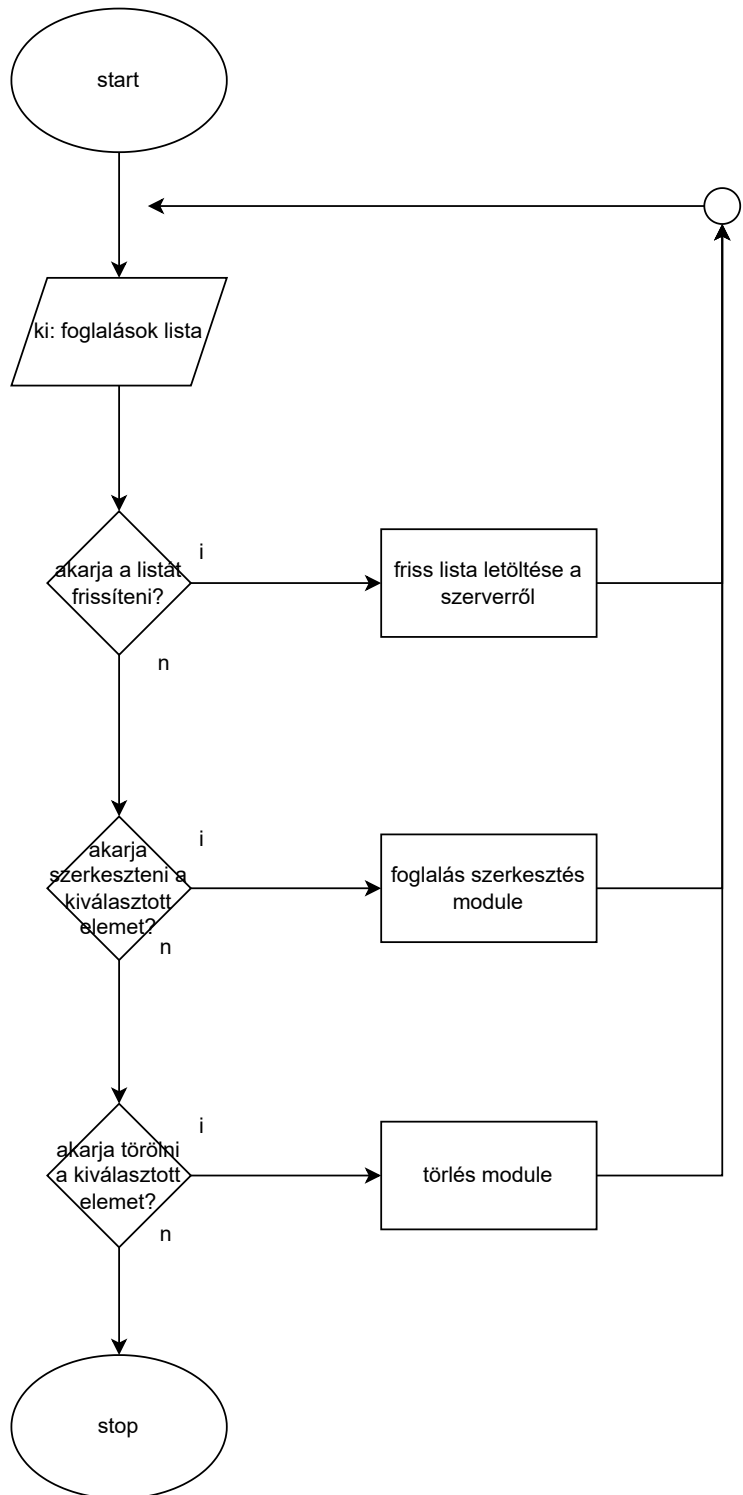 start
ki: foglalások lista
akarja a listát
frissíteni?
i
n
friss lista letöltése a
szerverről
akarja
szerkeszteni a
kiválasztott
elemet?
i
n
foglalás szerkesztés
module
akarja törölni
a kiválasztott
elemet?
i
n
törlés module
stop